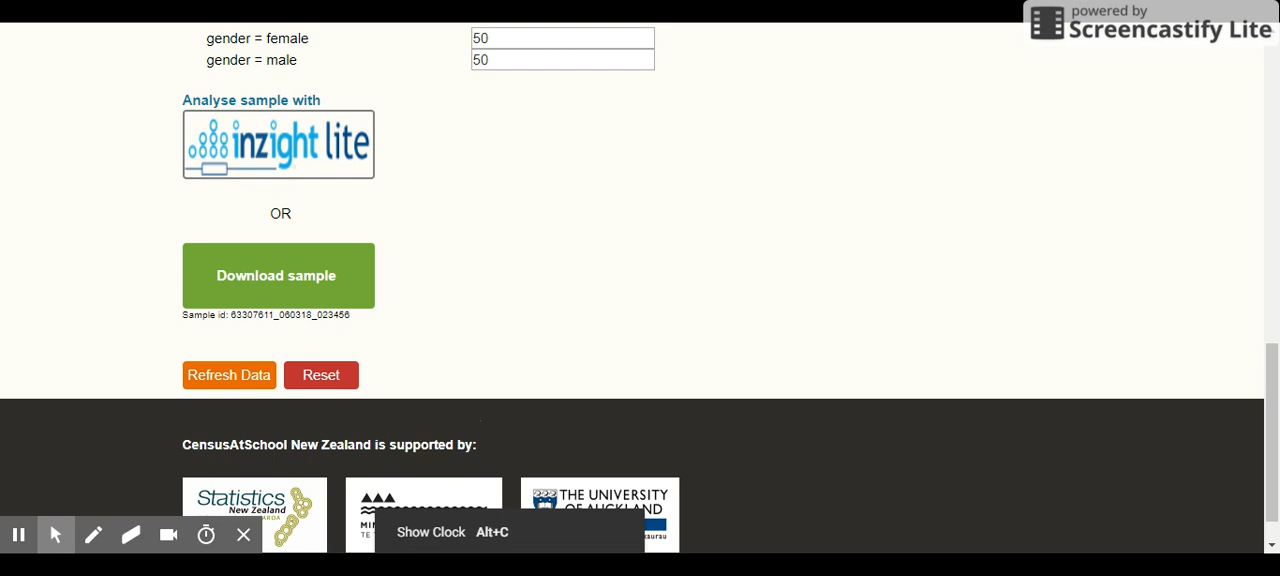 powered by
Screencastify Lite
gender = female 50
gender = male 50
Analyse sample with
inzight lite
OR
Download sample
Sample id: 63307611_060318_023456
Refresh Data Reset
CensusAtSchool New Zealand is supported by:
Statistics
New Zealand
THE UNIVERSITY
OF AUCKLAND
Show Clock Alt+C